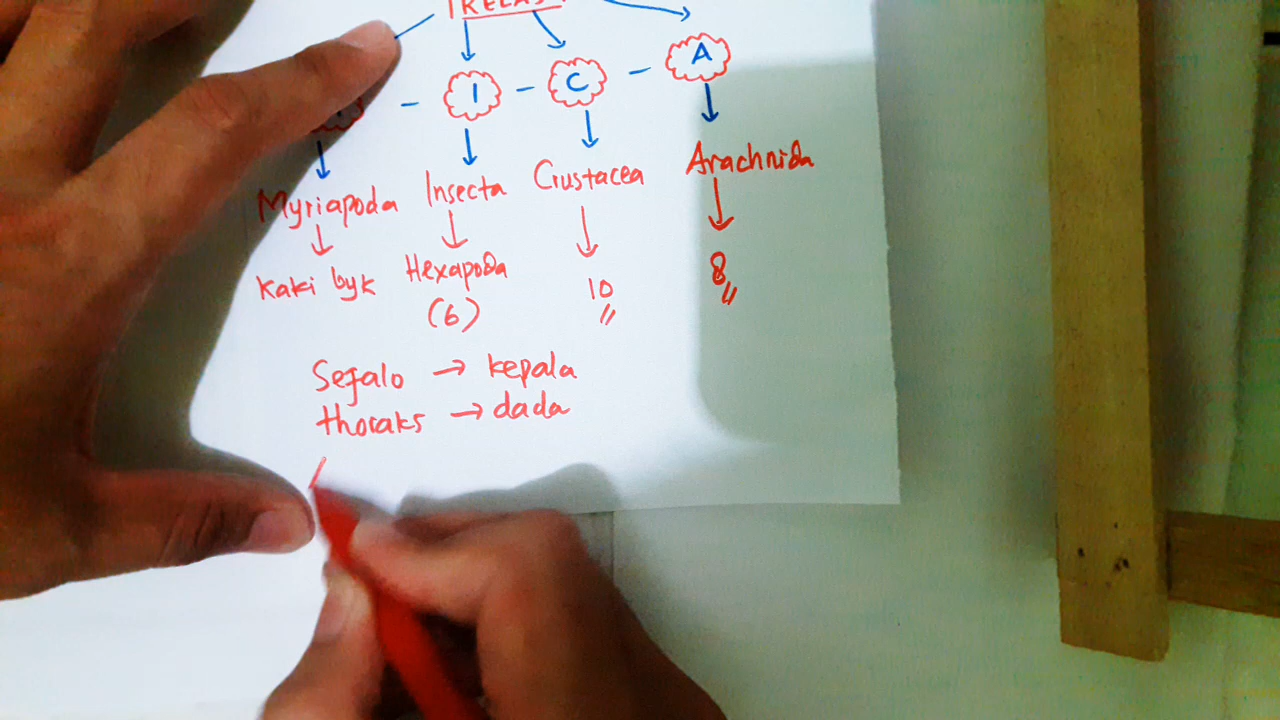 I C A
Myriapoda Insecta Crustacea Arachnida
Kaki byk Hexapoda 10 8
(6)
Sefalo → kepala
thoraks → dada